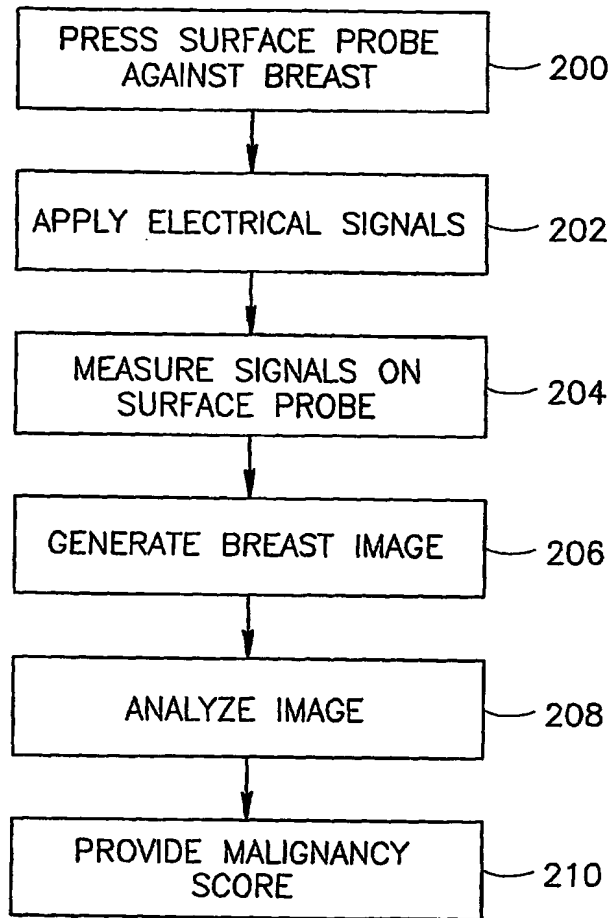 PRESS SURFACE PROBE
AGAINST BREAST
200
APPLY ELECTRICAL SIGNALS
202
MEASURE SIGNALS ON
SURFACE PROBE
204
GENERATE BREAST IMAGE
206
ANALYZE IMAGE
208
PROVIDE MALIGNANCY
SCORE
210